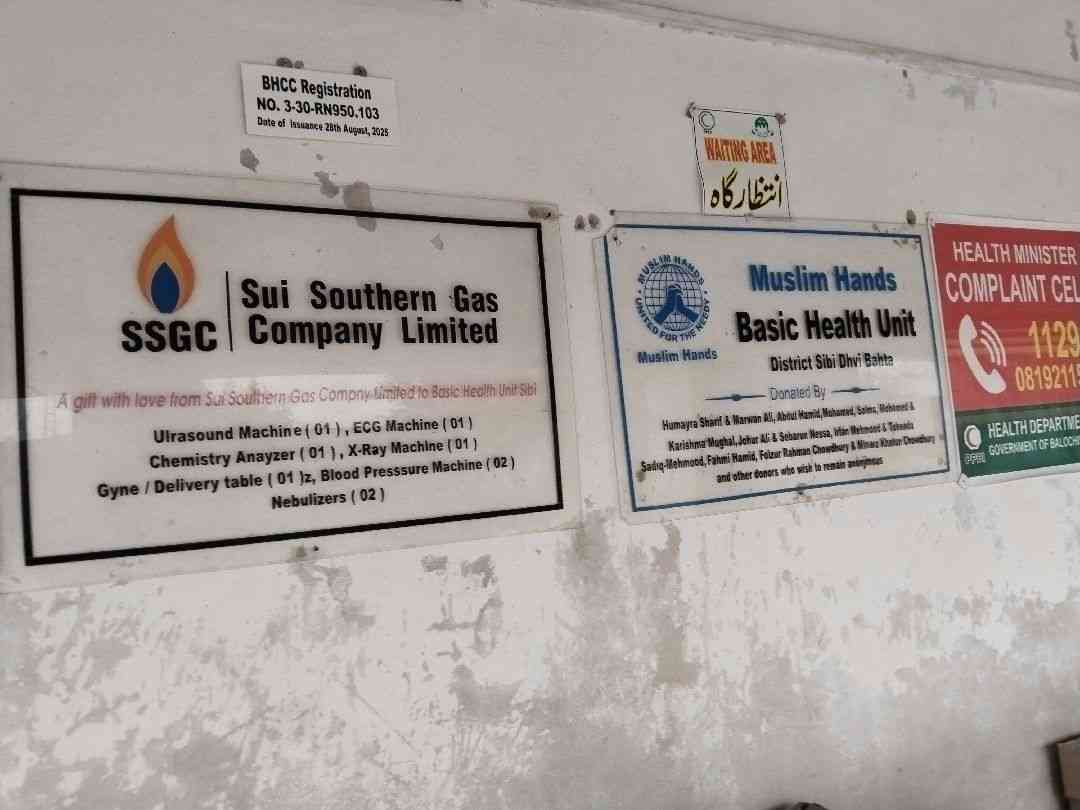 BHCC Registration
NO. 3-30-RN950.103
Date of Issuance 28th August, 2025
WAITING AREA
انتظار گاہ
SSGC
Sui Southern Gas
Company Limited
A gift with love from Sui Southern Gas Compny Limited to Basic Health Unit Sibi
Ulrasound Machine ( 01 ) , ECG Machine ( 01 )
Chemistry Anayzer ( 01 ) , X-Ray Machine ( 01 )
Gyne / Delivery table ( 01 )z, Blood Presssure Machine ( 02 )
Nebulizers ( 02 )
MUSLIM HANDS
UNITED FOR THE NEEDY
Muslim Hands
Muslim Hands
Basic Health Unit
District Sibi Dhvi Bahta
Donated By
Humayra Sharif & Marwan Ali, Abdul Hamid, Mohamed, Salma, Mehmed &
Karishma Mughal, Johur Ali & Sebarun Nessa, Irfan Mehmood &
Sadiq-Mehmood, Fahmi Hamid, Foizur Rahman Chowdhury & Minara Khatun Chowdhury
and other donors who wish to remain anonymous
HEALTH MINISTER
COMPLAINT CEL
1129
0819211
PPHI
HEALTH DEPARTME
GOVERNMENT OF BALOCH